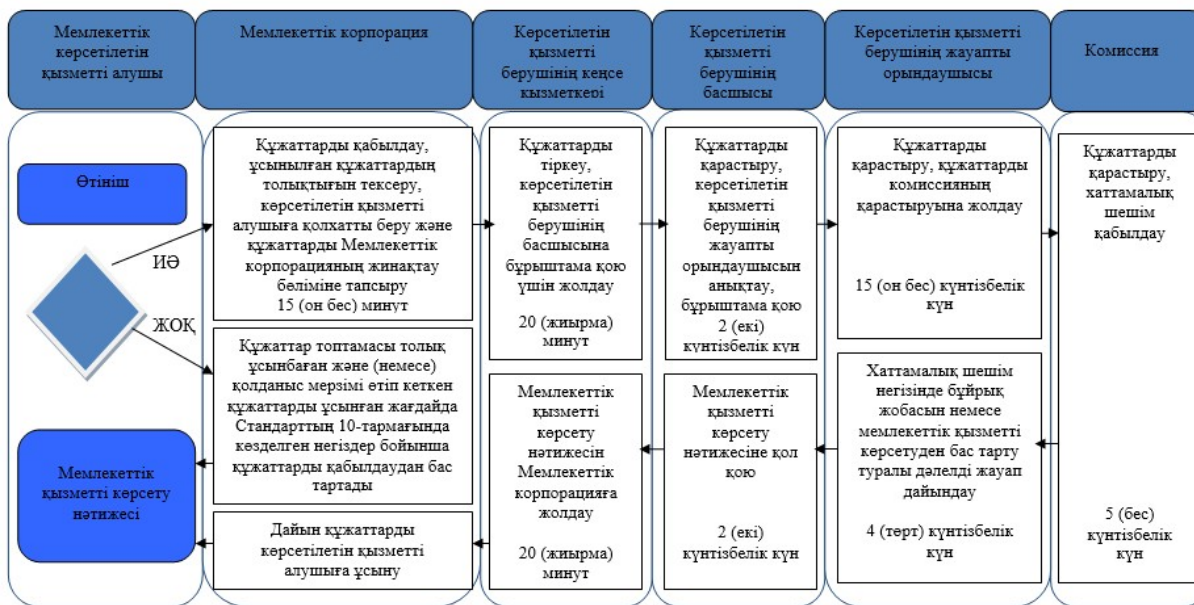 Мемлекеттік
көрсетілетін
қызметті алушы
Мемлекеттік корпорация
Көрсетілетін
қызметті
берушінің кеңсе
қызметкері
Көрсетілетін
қызметті
берушінің
басшысы
Көрсетілетін қызметті
берушінің жауапты
орындаушысы
Комиссия
Өтініш
ИӘ
ЖОҚ
Мемлекеттік
қызметті көрсету
нәтижесі
Құжаттарды қабылдау,
ұсынылған құжаттардың
толықтығын тексеру,
көрсетілетін қызметті
алушыға қолхатты беру және
құжаттарды Мемлекеттік
корпорацияның жинақтау
бөліміне тапсыру
15 (он бес) минут
Құжаттарды
тіркеу,
көрсетілетін
қызметті
берушінің
басшысына
бұрыштама қою
үшін жолдау
20 (жиырма)
минут
Құжаттарды
қарастыру,
көрсетілетін
қызметті
берушінің
жауапты
орындаушысын
анықтау,
бұрыштама қою
2 (екі)
күнтізбелік күн
Құжаттарды
қарастыру, құжаттарды
комиссияның
қарастыруына жолдау
15 (он бес) күнтізбелік
күн
Құжаттарды
қарастыру,
хаттамалық
шешім
қабылдау
5 (бес)
күнтізбелік
күн
Құжаттар топтамасы толық
ұсынбаған және (немесе)
қолданыс мерзімі өтіп кеткен
құжаттарды ұсынған жағдайда
Стандарттың 10-тармағында
көзделген негіздер бойынша
құжаттарды қабылдаудан бас
тартады
Дайын құжаттарды
көрсетілетін қызметті
алушыға ұсыну
Мемлекеттік
қызметті
көрсету
нәтижесін
Мемлекеттік
корпорацияға
жолдау
20 (жиырма)
минут
Мемлекеттік
қызметті
көрсету
нәтижесіне қол
қою
2 (екі)
күнтізбелік күн
Хаттамалық шешім
негізінде бұйрық
жобасын немесе
мемлекеттік қызметті
көрсетуден бас тарту
туралы дәлелді жауап
дайындау
4 (төрт) күнтізбелік
күн